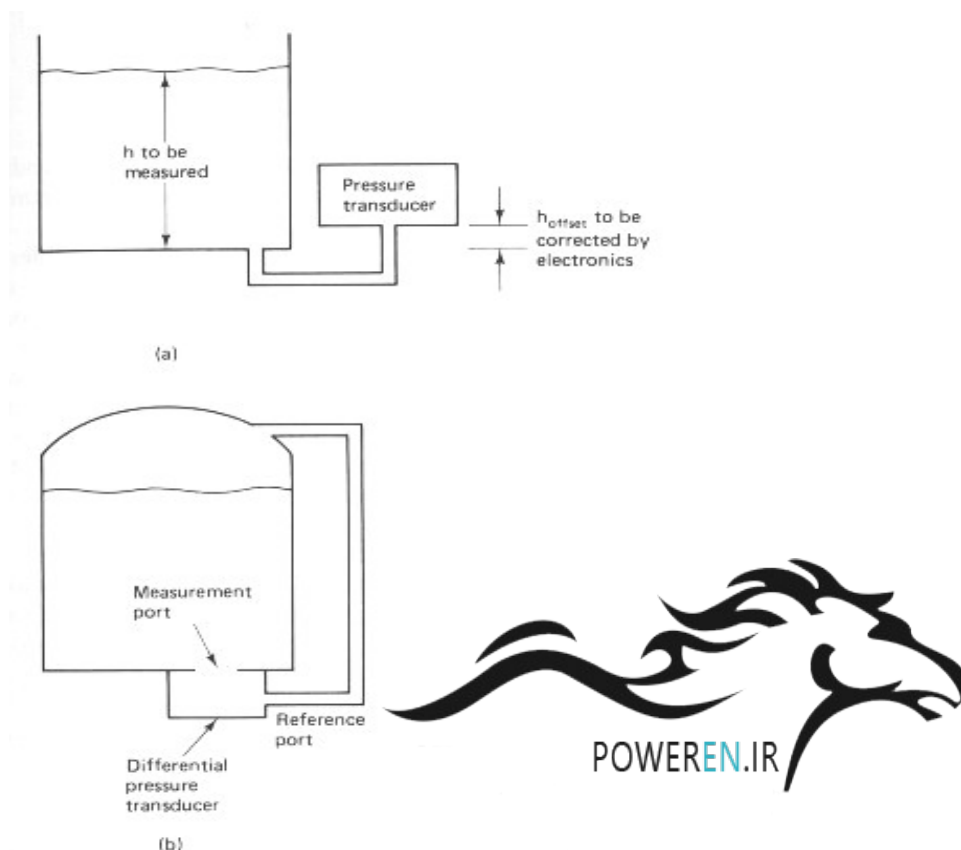 h to be
measured
Pressure
transducer
h offset to be
corrected by
electronics
(a)
Measurement
port
Reference
port
Differential
pressure
transducer
(b)
POWEREN.IR